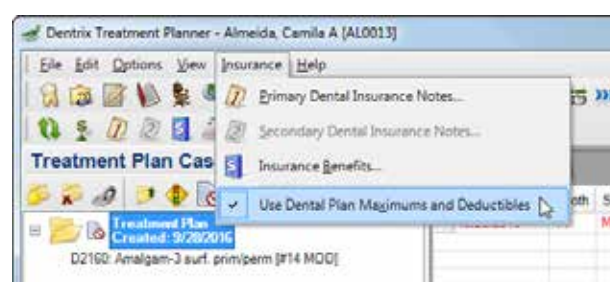 Dentrix Treatment Planner - Almeida, Camila A [AL0013]
File Edit Options View Insurance Help
Primary Dental Insurance Notes...
Secondary Dental Insurance Notes...
Treatment Plan Cas
Insurance Benefits...
Use Dental Plan Maximums and Deductibles
oth S
Treatment Plan
Created: 9/28/2016
M
D2160: Amalgam-3 surf. prim/perm [#14 MOD]